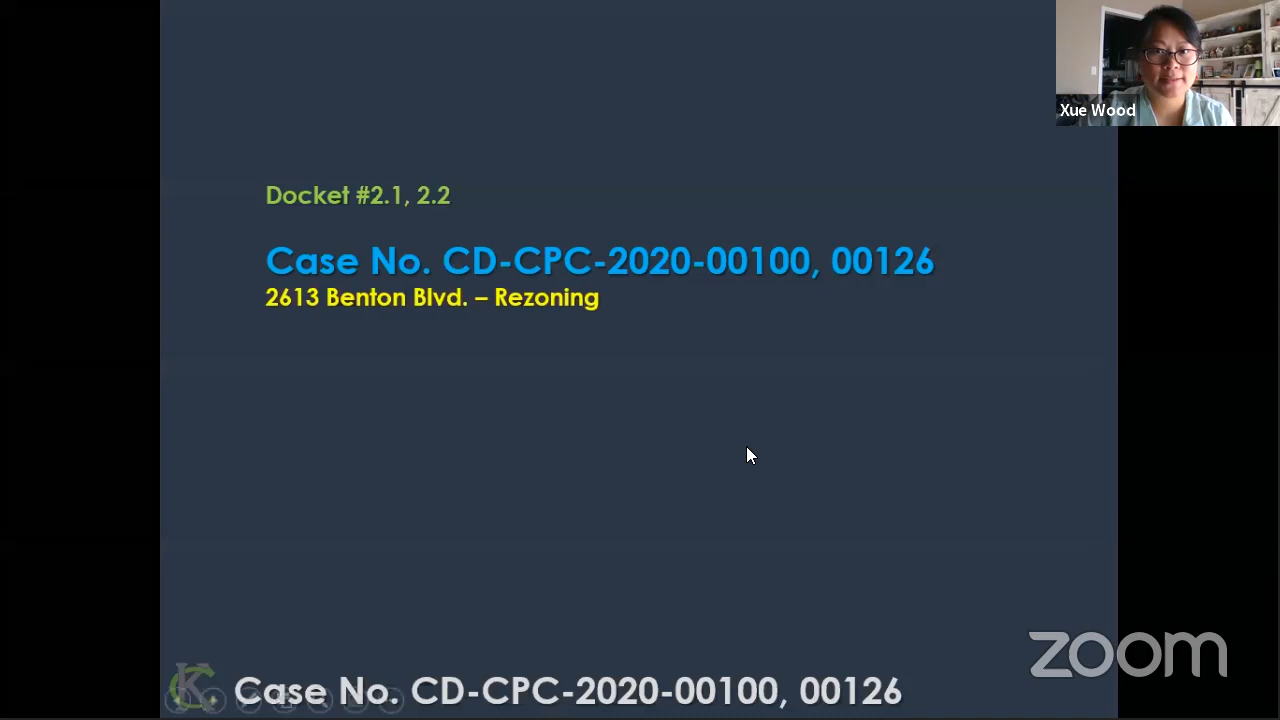 Xue Wood
Docket #2.1, 2.2
Case No. CD-CPC-2020-00100, 00126
2613 Benton Blvd. – Rezoning
zoom
KC
Case No. CD-CPC-2020-00100, 00126